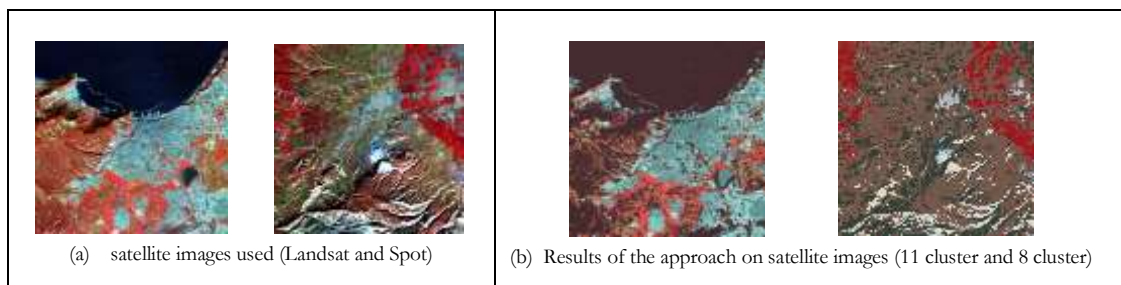 (a) satellite images used (Landsat and Spot)
(b) Results of the approach on satellite images (11 cluster and 8 cluster)